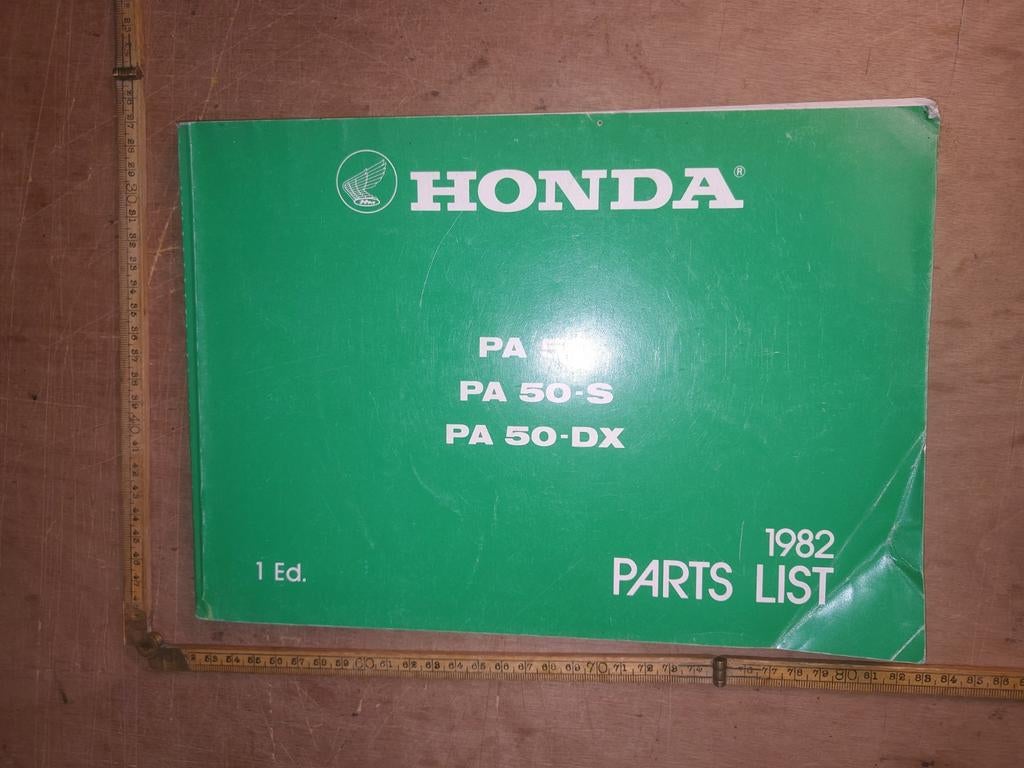 HONDA®
PA
PA 50-S
PA 50-DX
1982
1 Ed.
PARTS LIST